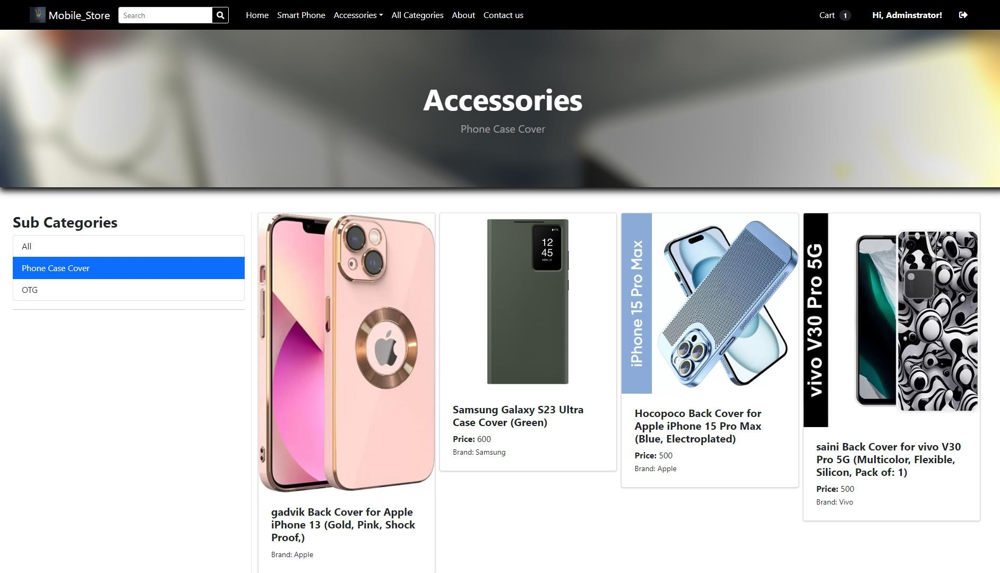 Mobile_Store
Search
Home
Smart Phone
Accessories
All Categories
About
Contact us
Cart 1
Hi, Adminstrator!
Accessories
Phone Case Cover
Sub Categories
All
Phone Case Cover
OTG
gadvik Back Cover for Apple
iPhone 13 (Gold, Pink, Shock
Proof,)
Brand: Apple
12
45
Samsung Galaxy S23 Ultra
Case Cover (Green)
Price: 600
Brand: Samsung
iPhone 15 Pro Max
Hocopoco Back Cover for
Apple iPhone 15 Pro Max
(Blue, Electroplated)
Price: 500
Brand: Apple
vivo V30 Pro 5G
saini Back Cover for vivo V30
Pro 5G (Multicolor, Flexible,
Silicon, Pack of: 1)
Price: 500
Brand: Vivo